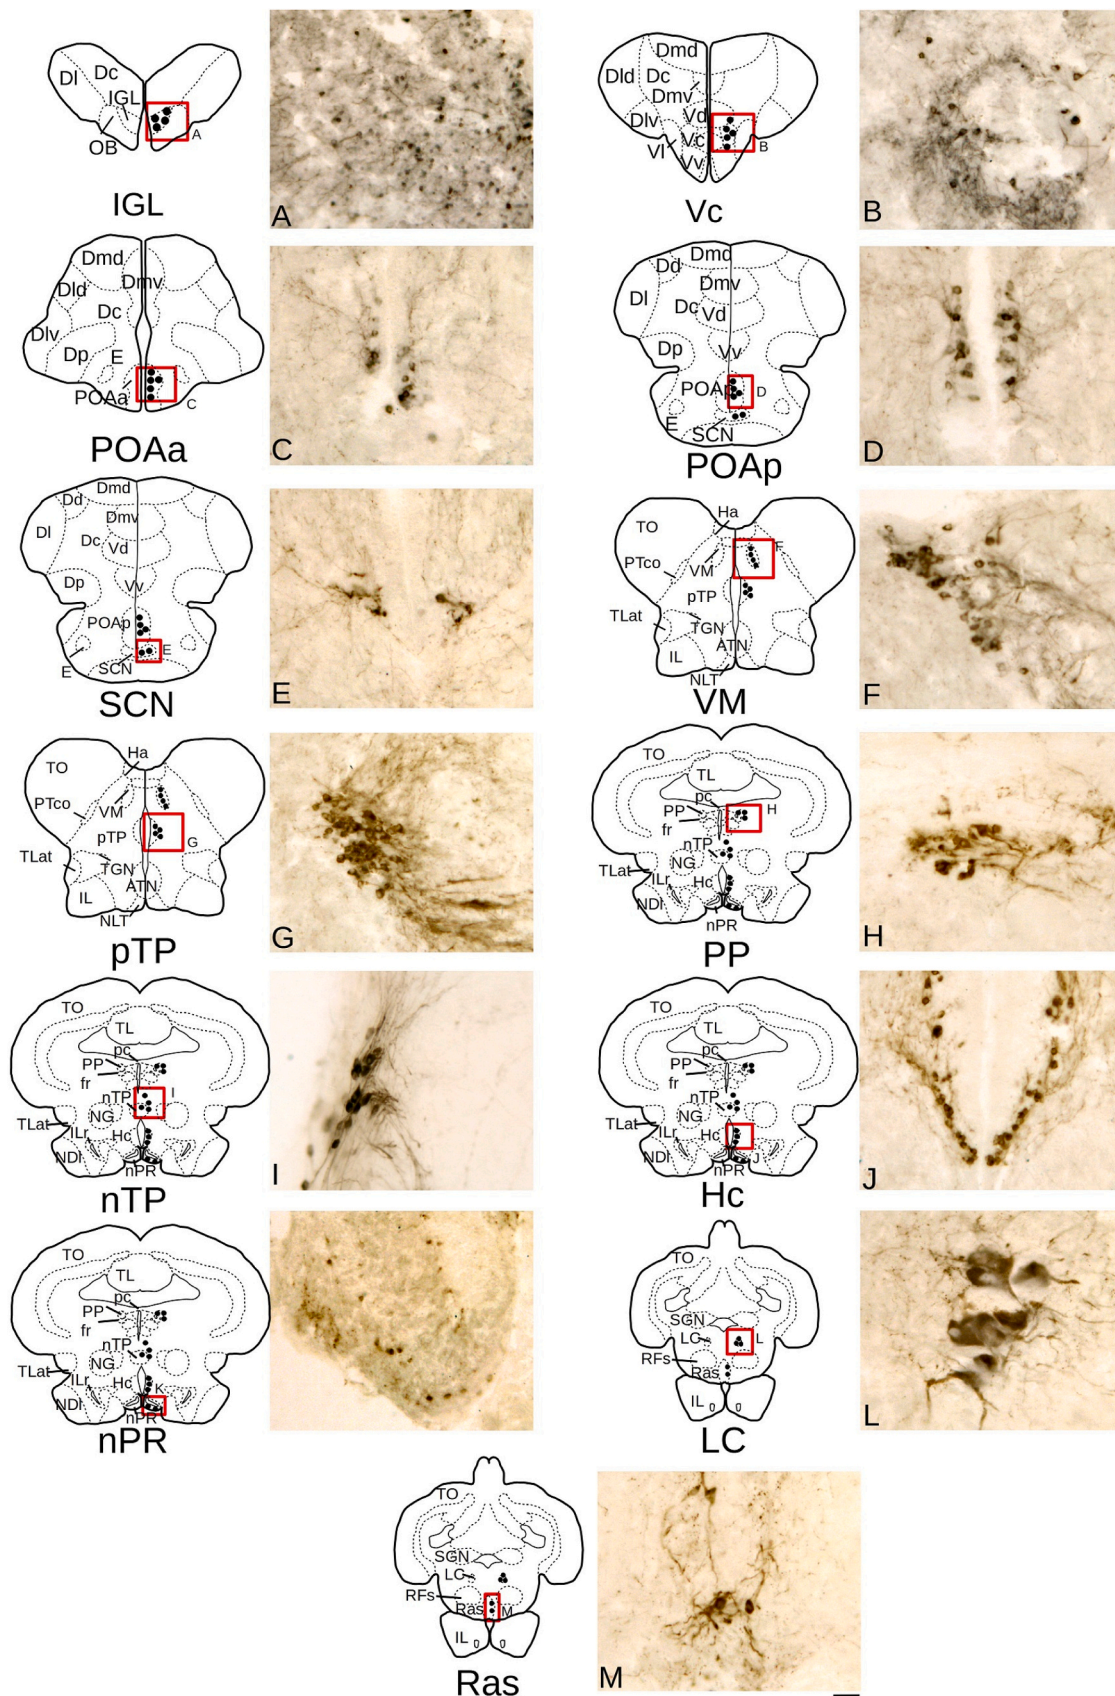 Dl
Dc
IGL
OB
A
IGL
A
Dmd
Dld
Dc
Dmv
Dlv
Vd
Vc
Vl
Vv
B
Vc
B
Dmd
Dld
Dmv
Dc
Dlv
Dp
E
POAa
C
POAa
C
Dmd
Dd
Dmv
Dl
Dc
Vd
Dp
Vv
POAp
D
E
SCN
POAp
D
Dmd
Dd
Dmv
Dl
Dc
Vd
Dp
Vv
POAp
E
SCN
E
SCN
E
Ha
TO
F
PTco
VM
pTP
TLat
TGN
ATN
IL
NLT
VM
F
Ha
TO
PTco
VM
pTP
G
TLat
TGN
ATN
IL
NLT
pTP
G
TO
TL
pc
PP
H
fr
nTP
NG
TLat
ILr
Hc
NDl
nPR
PP
H
TO
TL
pc
PP
fr
nTP
I
NG
TLat
ILr
Hc
NDl
nPR
nTP
I
TO
TL
pc
PP
fr
nTP
NG
TLat
ILr
Hc
NDl
J
nPR
Hc
J
TO
TL
pc
PP
fr
nTP
NG
TLat
ILr
Hc
K
NDl
nPR
nPR
TO
SGN
LC
L
RFs
Ras
IL
LC
L
TO
SGN
LC
RFs
Ras
M
IL
Ras
M